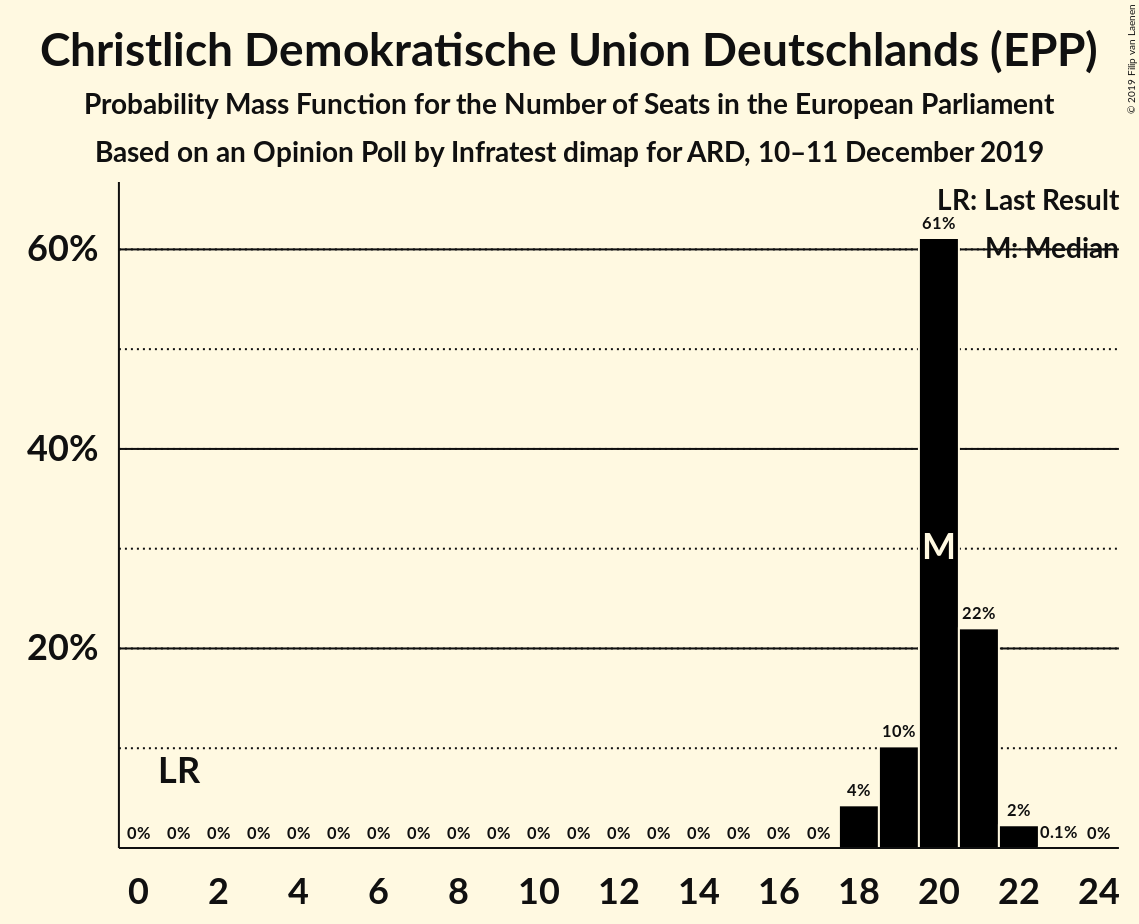 Christlich Demokratische Union Deutschlands (EPP)
Probability Mass Function for the Number of Seats in the European Parliament
Based on an Opinion Poll by Infratest dimap for ARD, 10–11 December 2019
© 2019 Filip van Laenen
LR: Last Result
61%
60%
M: Median
40%
M
22%
20%
10%
LR
4%
2%
0% 0% 0% 0% 0% 0% 0% 0% 0% 0% 0% 0% 0% 0% 0% 0% 0% 0% 0.1% 0%
0 2 4 6 8 10 12 14 16 18 20 22 24